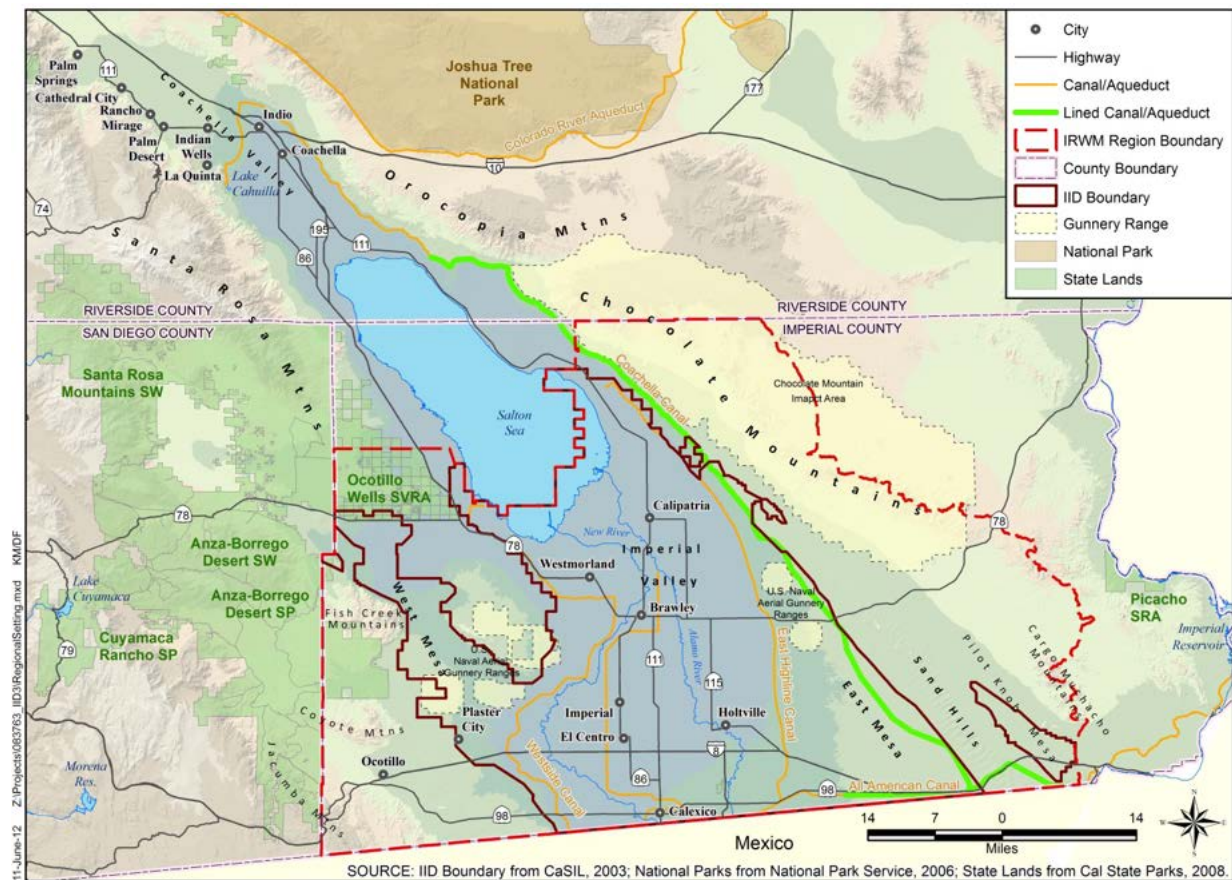 City
Highway
Canal/Aqueduct
Lined Canal/Aqueduct
IRWM Region Boundary
County Boundary
IID Boundary
Gunnery Range
National Park
State Lands
Joshua Tree
National
Park
Colorado River Aqueduct
177
10
Palm
Springs
111
Cathedral City
Rancho
Mirage
Palm
Desert
Indian
Wells
La Quinta
Indio
Coachella
Coachella Valley
Lake
Cahuilla
74
195
86
111
Orocopia Mtns
Santa Rosa Mtns
RIVERSIDE COUNTY
SAN DIEGO COUNTY
RIVERSIDE COUNTY
IMPERIAL COUNTY
Chocolate Mountains
Chocolate Mountain
Imapct Area
Coachella Canal
Santa Rosa
Mountains SW
Salton
Sea
Ocotillo
Wells SVRA
78
78
78
Calipatria
New River
Imperial
Valley
Westmorland
Brawley
Anza-Borrego
Desert SW
Anza-Borrego
Desert SP
Lake
Cuyamaca
Cuyamaca
Rancho SP
79
Fish Creek
Mountains
West Mesa
U.S.
Naval Aerial
Gunnery Ranges
U.S. Naval
Aerial Gunnery
Ranges
Picacho
SRA
Imperial
Reservoir
Cargo Muchacho
Mountains
Pilot Knob Mesa
Sand Hills
East Mesa
East Highline Canal
Alamo River
111
115
Imperial
El Centro
Holtville
8
86
Plaster
City
Coyote Mtns
Ocotillo
Jacumba Mtns
Morena
Res.
Westside Canal
98
Calexico
98
All American Canal
Mexico
14
7
0
14
Miles
SOURCE: IID Boundary from CaSIL, 2003; National Parks from National Park Service, 2006; State Lands from Cal State Parks, 2008.
11-June-12 Z:\Projects\083763_IID3\RegionalSetting.mxd KM/DF